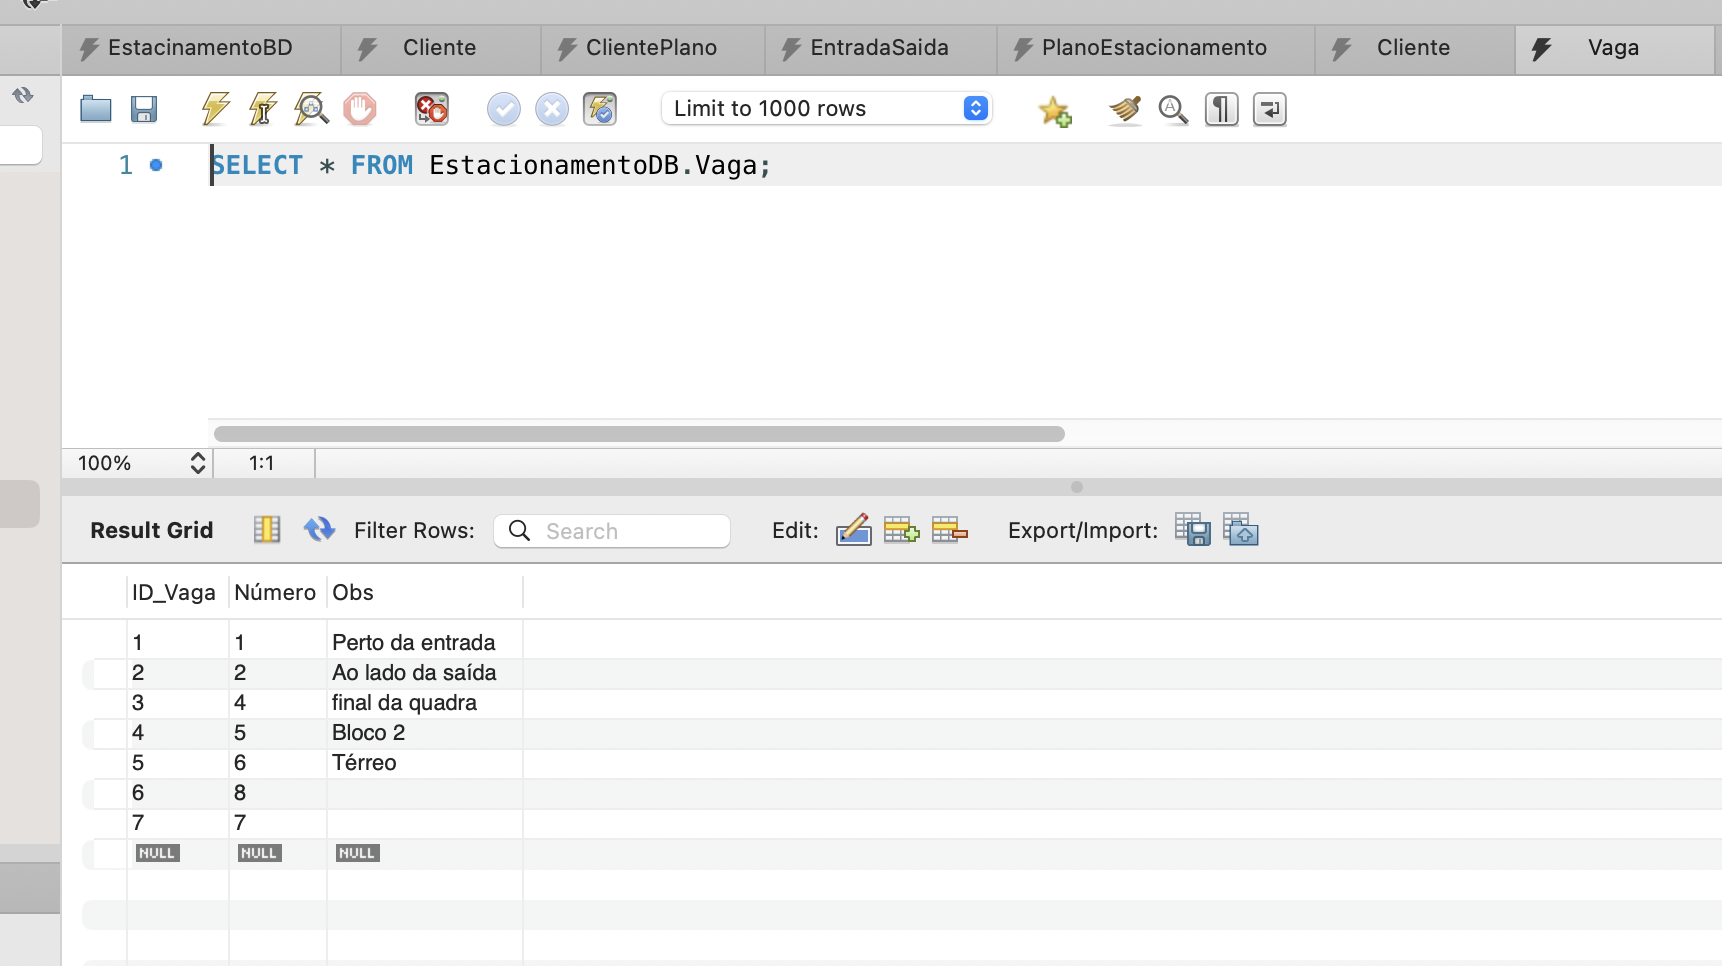 EstacinamentoBD Cliente ClientePlano EntradaSaida PlanoEstacionamento Cliente Vaga
Limit to 1000 rows
1 SELECT * FROM EstacionamentoDB.Vaga;
100% 1:1
Result Grid Filter Rows: Search Edit: Export/Import:
ID_Vaga Número Obs
1 1 Perto da entrada
2 2 Ao lado da saída
3 4 final da quadra
4 5 Bloco 2
5 6 Térreo
6 8
7 7
NULL NULL NULL